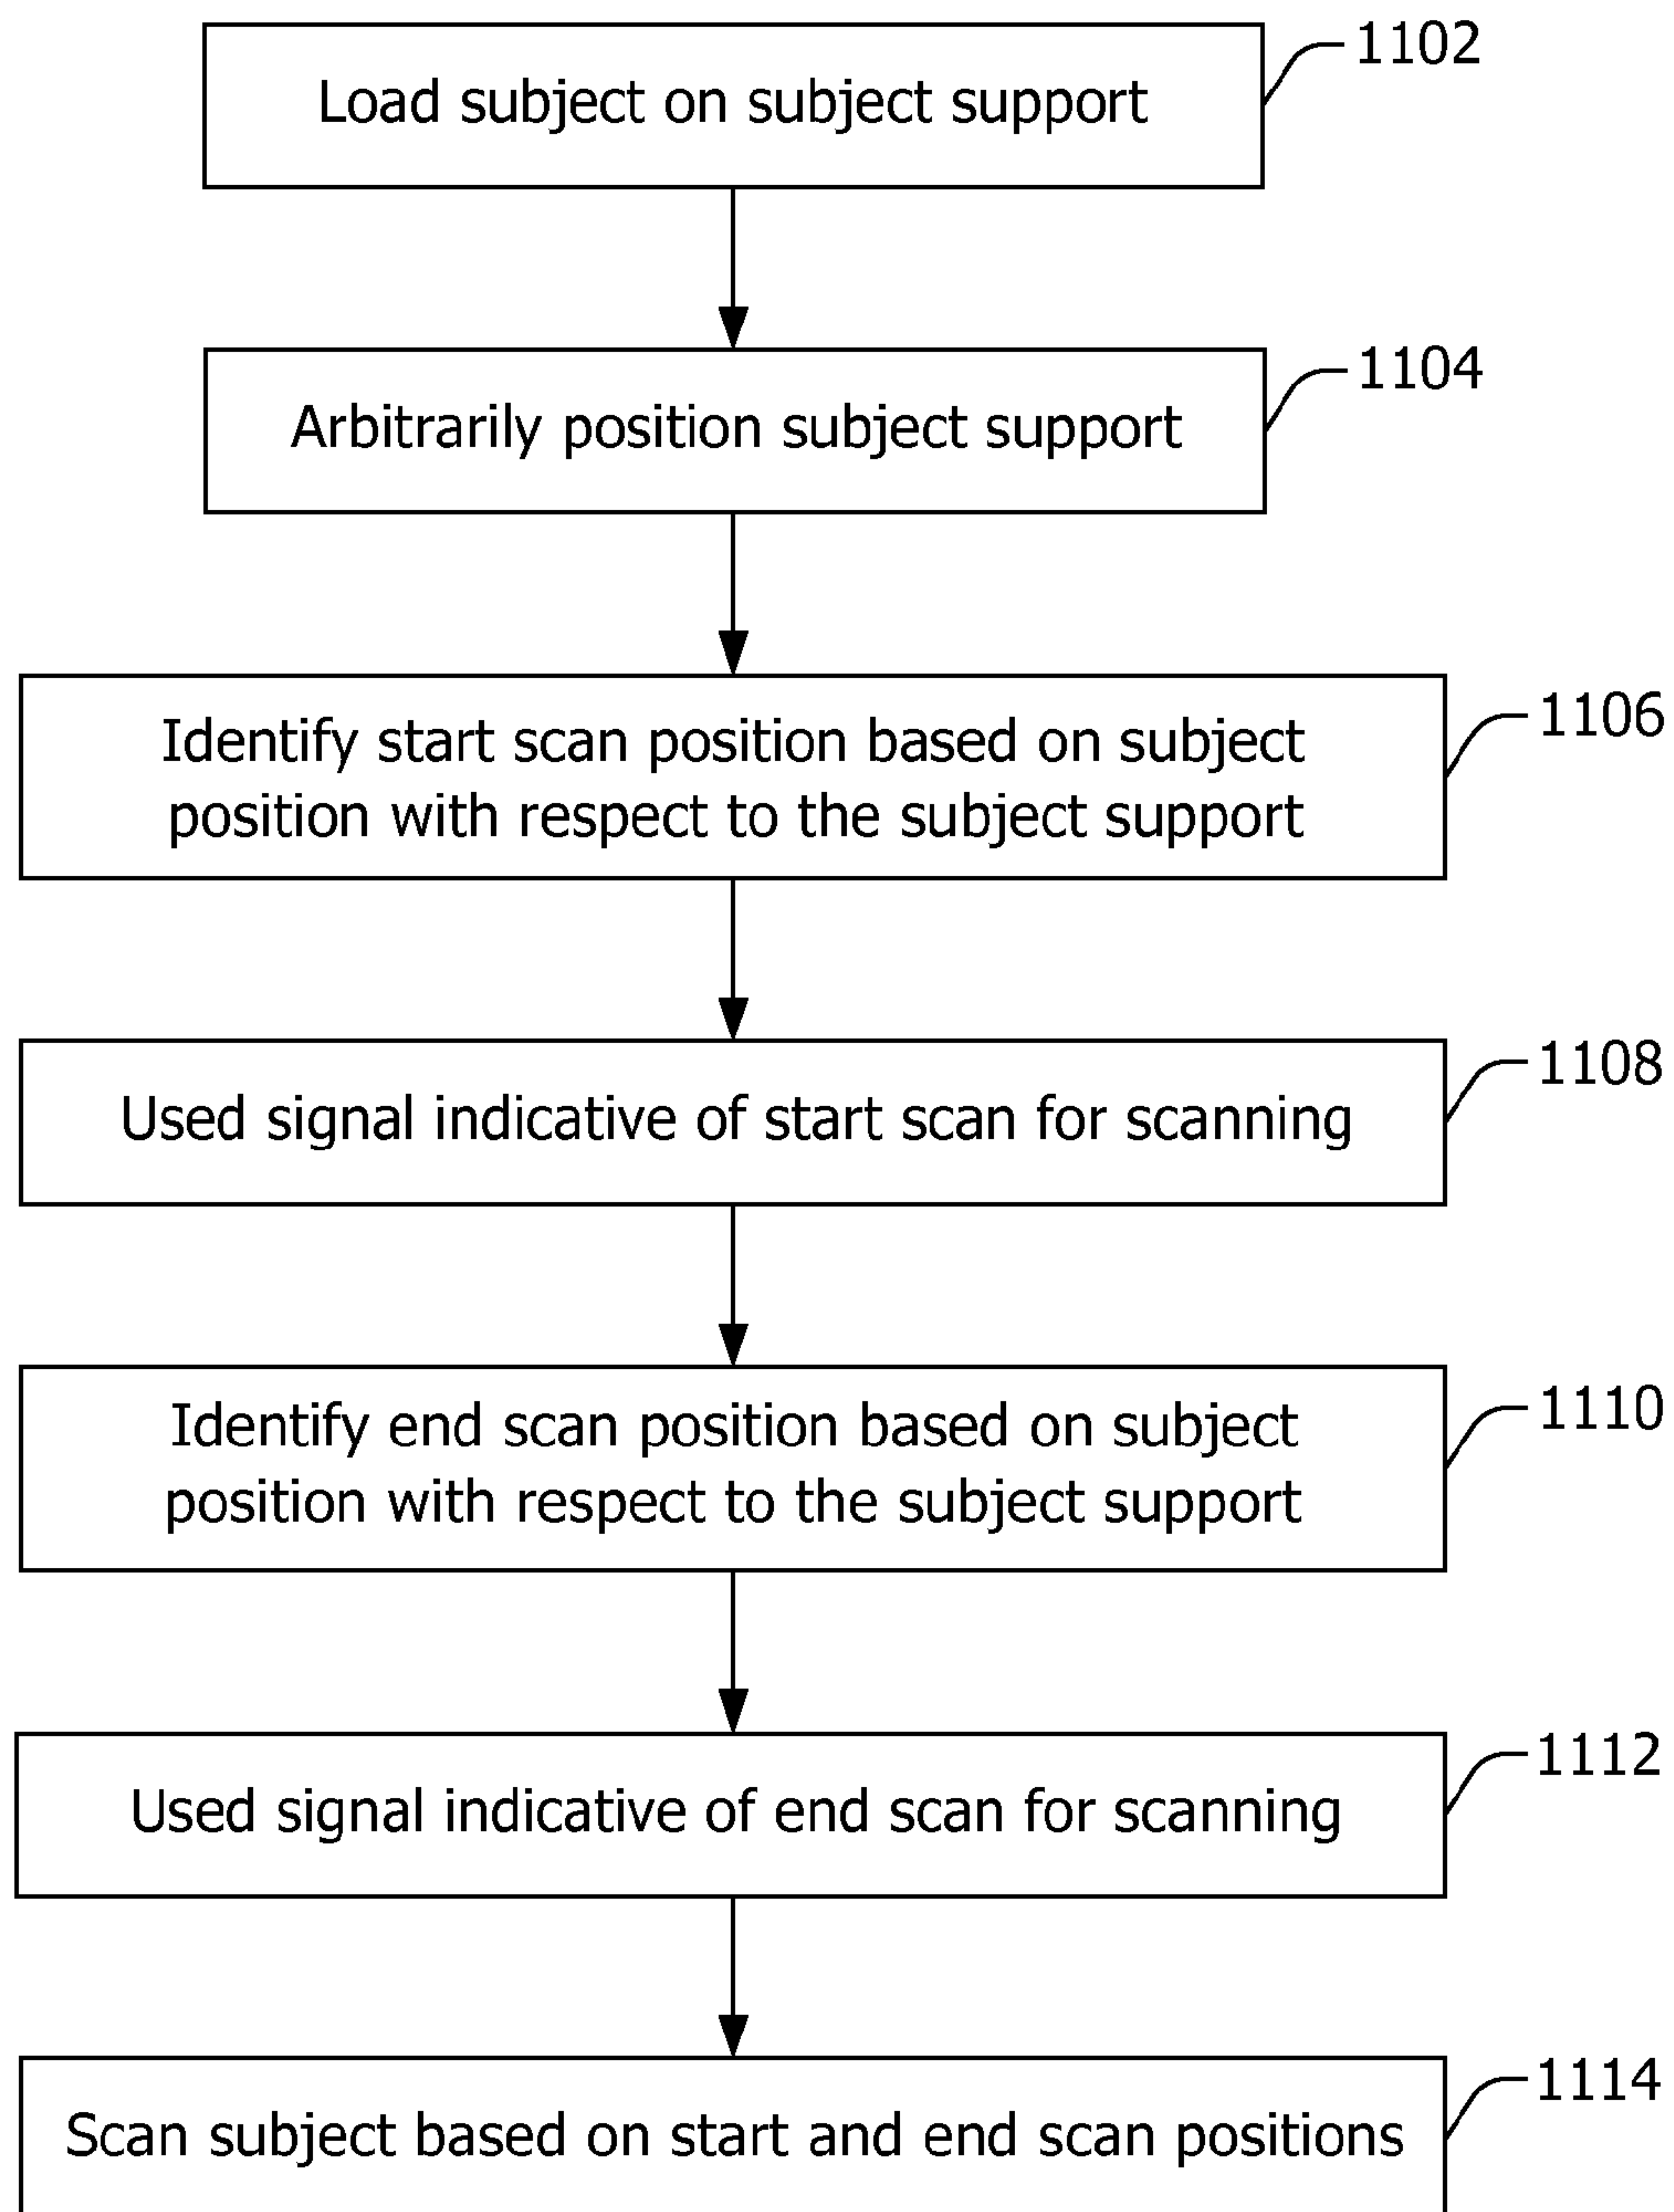 1102
Load subject on subject support
1104
Arbitrarily position subject support
1106
Identify start scan position based on subject
position with respect to the subject support
1108
Used signal indicative of start scan for scanning
1110
Identify end scan position based on subject
position with respect to the subject support
1112
Used signal indicative of end scan for scanning
1114
Scan subject based on start and end scan positions